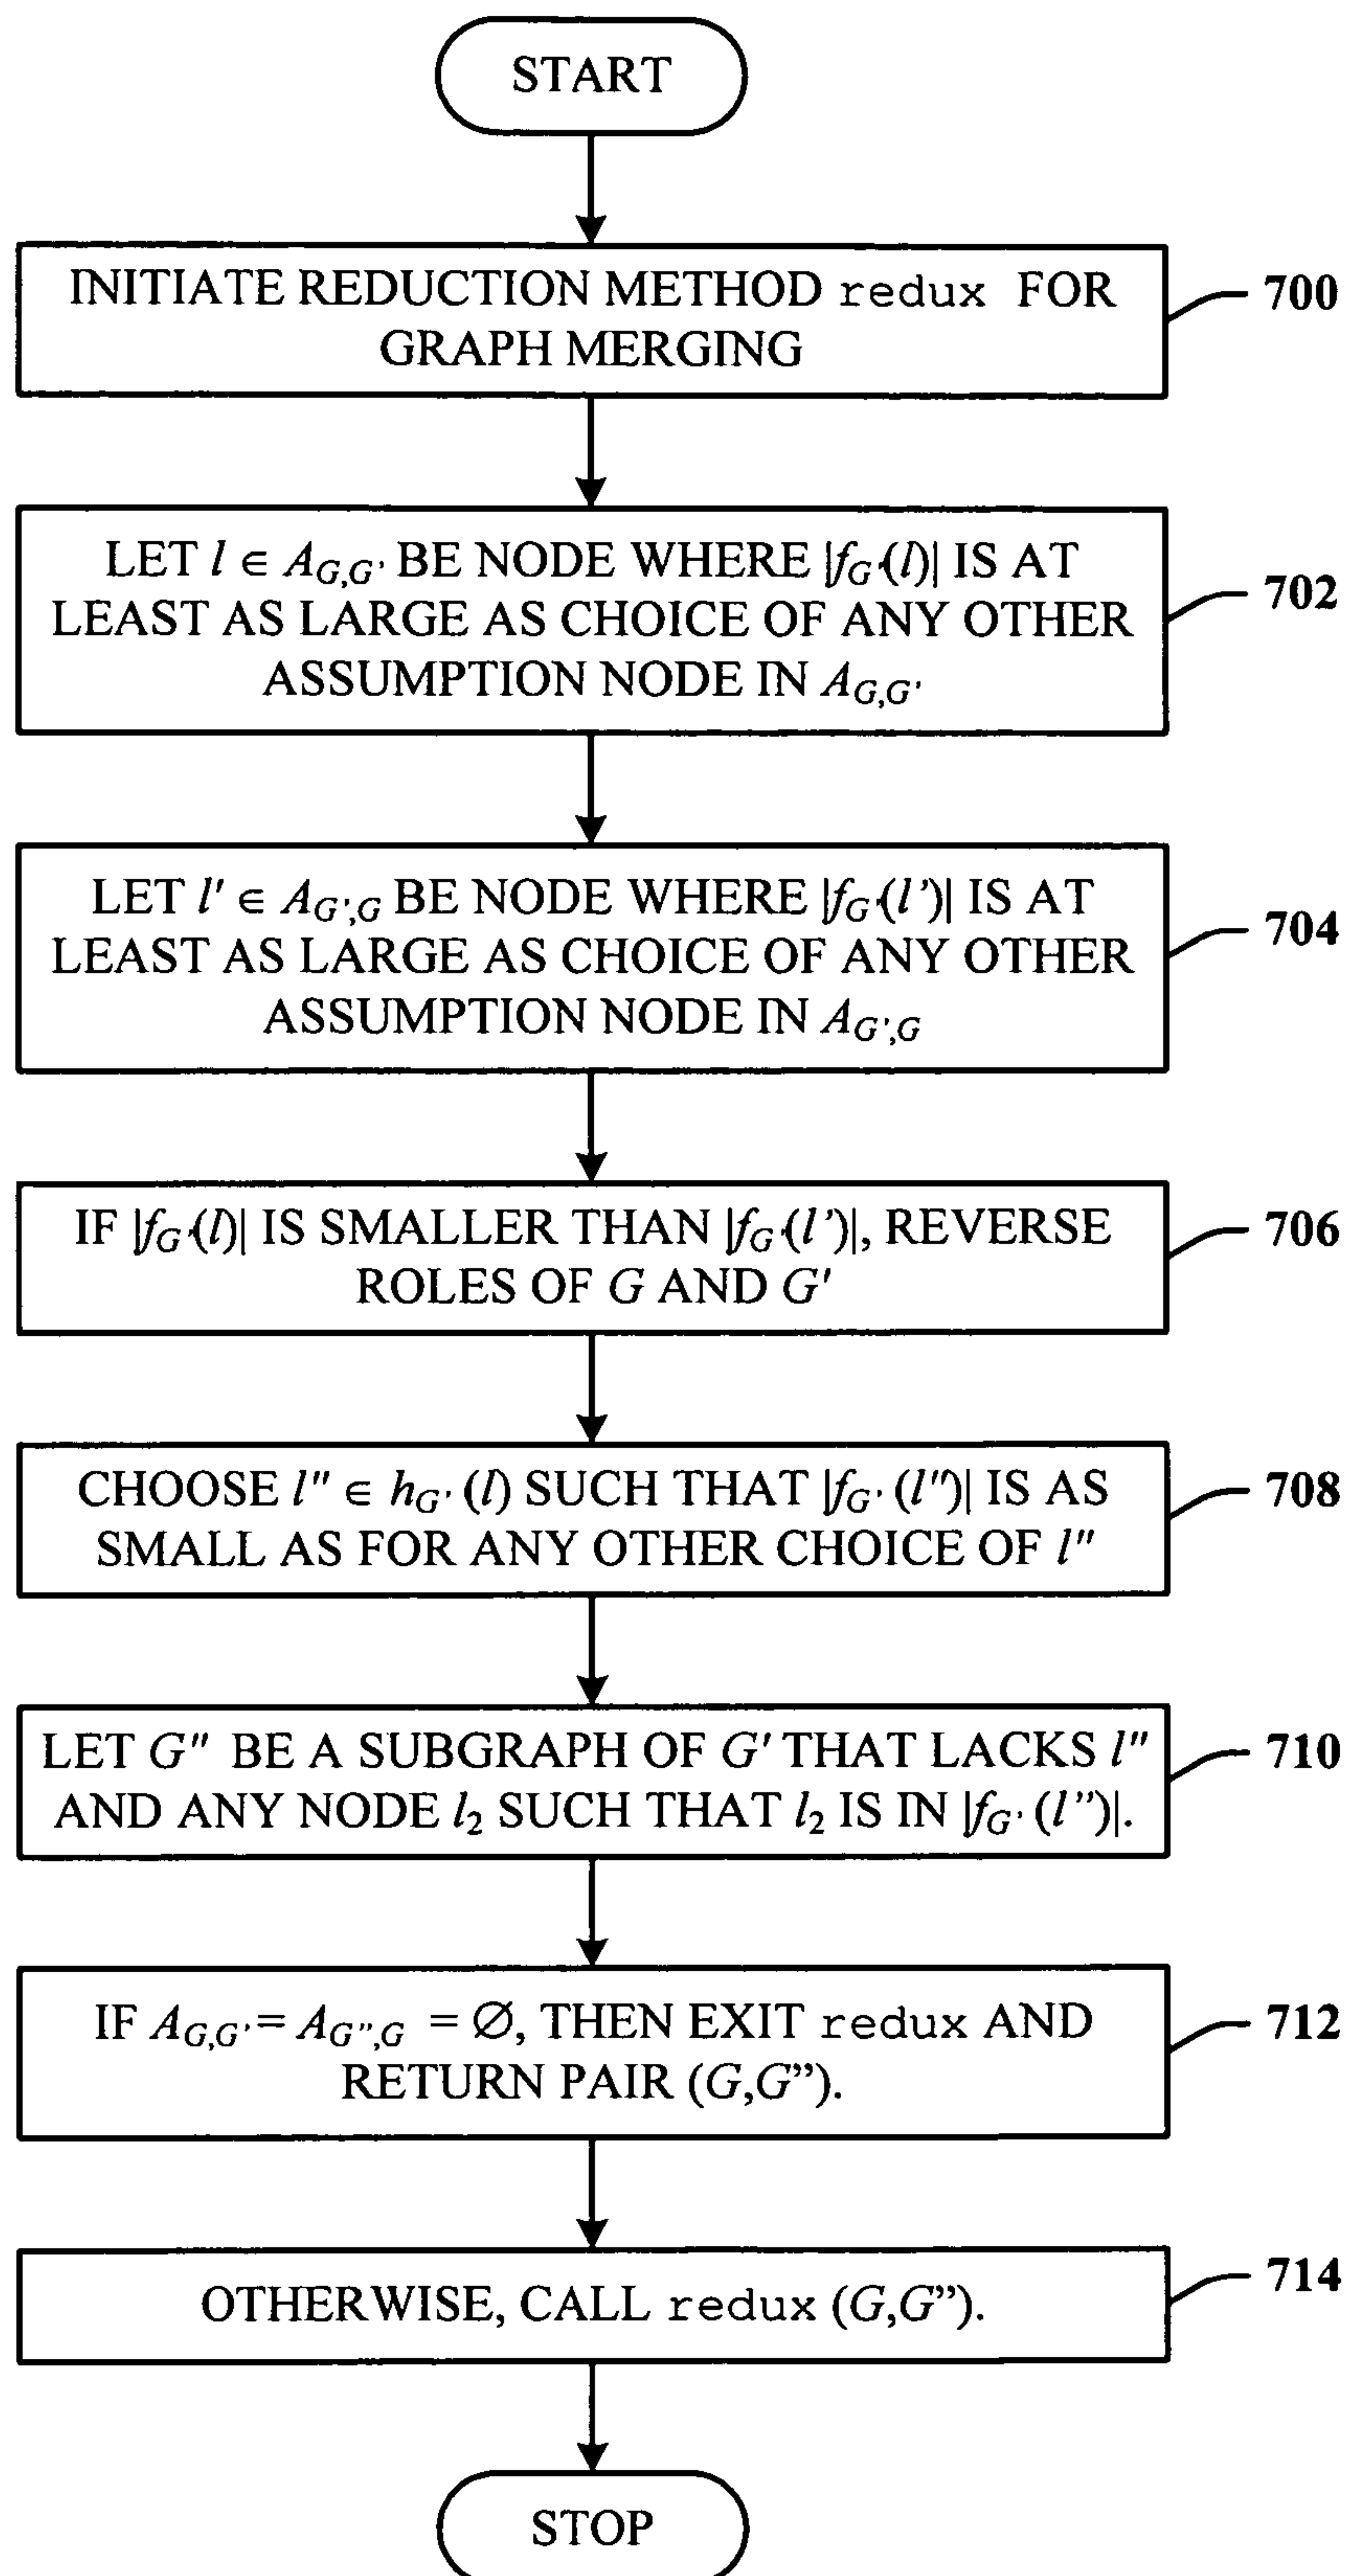 START
INITIATE REDUCTION METHOD redux FOR
GRAPH MERGING
700
LET l ∈ A_{G,G'} BE NODE WHERE |f_{G'}(l)| IS AT
LEAST AS LARGE AS CHOICE OF ANY OTHER
ASSUMPTION NODE IN A_{G,G'}
702
LET l' ∈ A_{G',G} BE NODE WHERE |f_{G'}(l')| IS AT
LEAST AS LARGE AS CHOICE OF ANY OTHER
ASSUMPTION NODE IN A_{G',G}
704
IF |f_{G'}(l)| IS SMALLER THAN |f_{G'}(l')|, REVERSE
ROLES OF G AND G'
706
CHOOSE l" ∈ h_{G'} (l) SUCH THAT |f_{G'} (l")| IS AS
SMALL AS FOR ANY OTHER CHOICE OF l"
708
LET G" BE A SUBGRAPH OF G' THAT LACKS l"
AND ANY NODE l₂ SUCH THAT l₂ IS IN |f_{G'} (l")|.
710
IF A_{G,G'} = A_{G",G} = ∅, THEN EXIT redux AND
RETURN PAIR (G,G").
712
OTHERWISE, CALL redux (G,G").
714
STOP